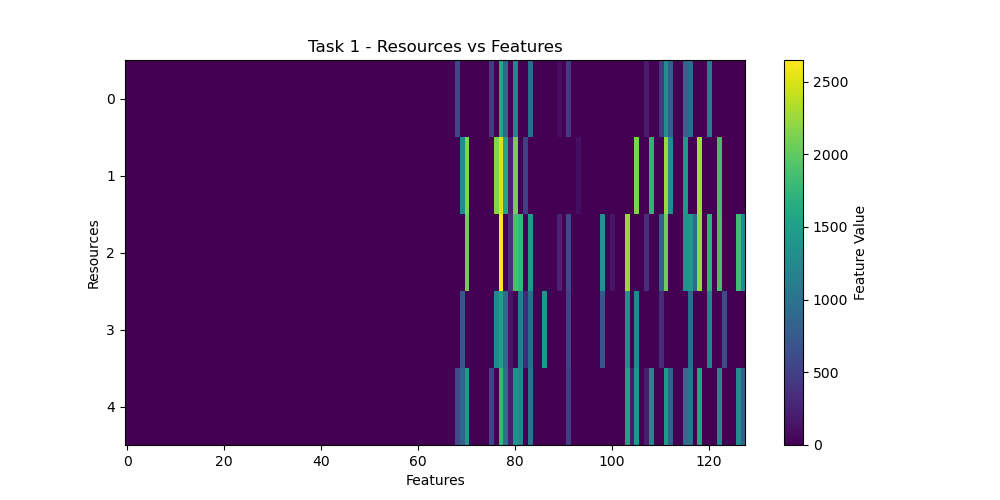 Task 1 - Resources vs Features
0
1
2
3
4
Resources
0 20 40 60 80 100 120
Features
2500
2000
1500
1000
500
0
Feature Value